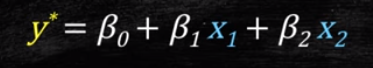 y* = β₀ + β₁ x₁ + β₂ x₂